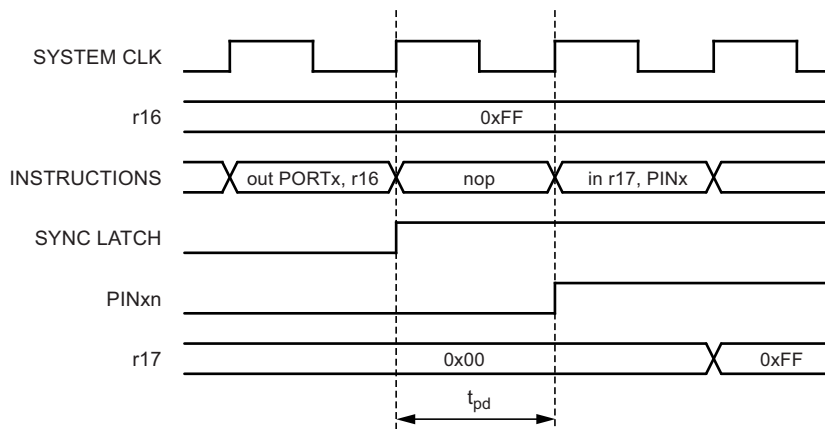 SYSTEM CLK
r16
0xFF
INSTRUCTIONS
out PORTx, r16
nop
in r17, PINx
SYNC LATCH
PINxn
r17
0x00
0xFF
tpd